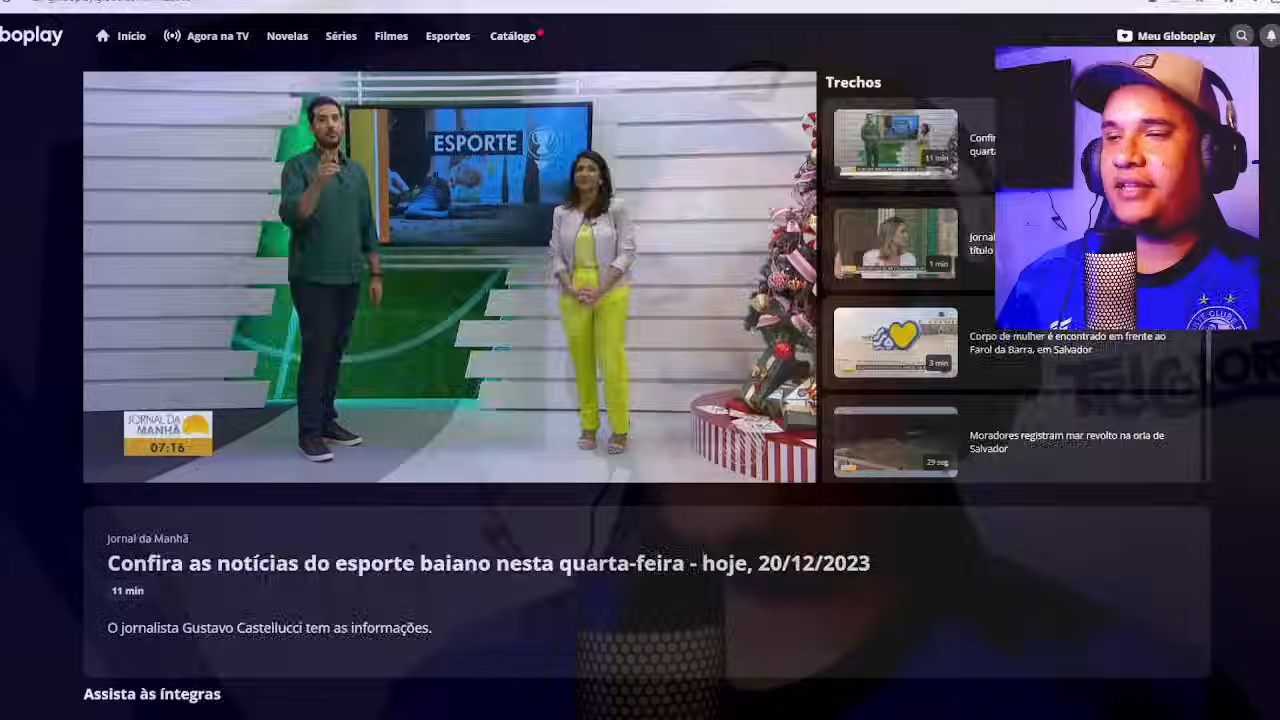 boplay
Início
Agora na TV
Novelas
Séries
Filmes
Esportes
Catálogo
Meu Globoplay
Trechos
ESPORTE
11 min
Confir
quarta
1 min
Jornal
título
3 min
Corpo de mulher é encontrado em frente ao
Farol da Barra, em Salvador
29 seg
Moradores registram mar revolto na orla de
Salvador
JORNAL DA
MANHÃ
07:16
Jornal da Manhã
Confira as notícias do esporte baiano nesta quarta-feira - hoje, 20/12/2023
11 min
O jornalista Gustavo Castellucci tem as informações.
Assista às íntegras